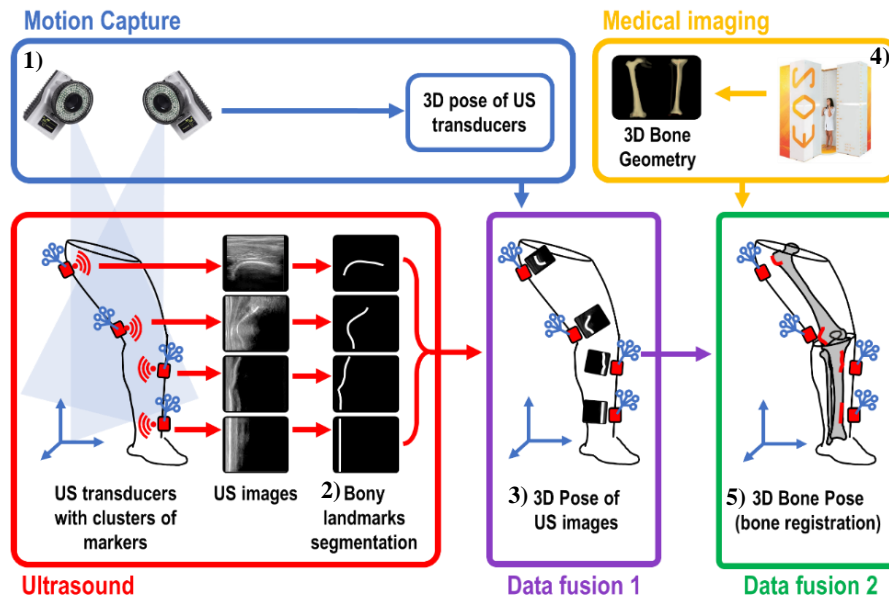 Motion Capture
1)
3D pose of US
transducers
Medical imaging
4)
EOS
3D Bone
Geometry
US transducers
with clusters of
markers
US images
2) Bony
landmarks
segmentation
Ultrasound
3) 3D Pose of
US images
Data fusion 1
5) 3D Bone Pose
(bone registration)
Data fusion 2